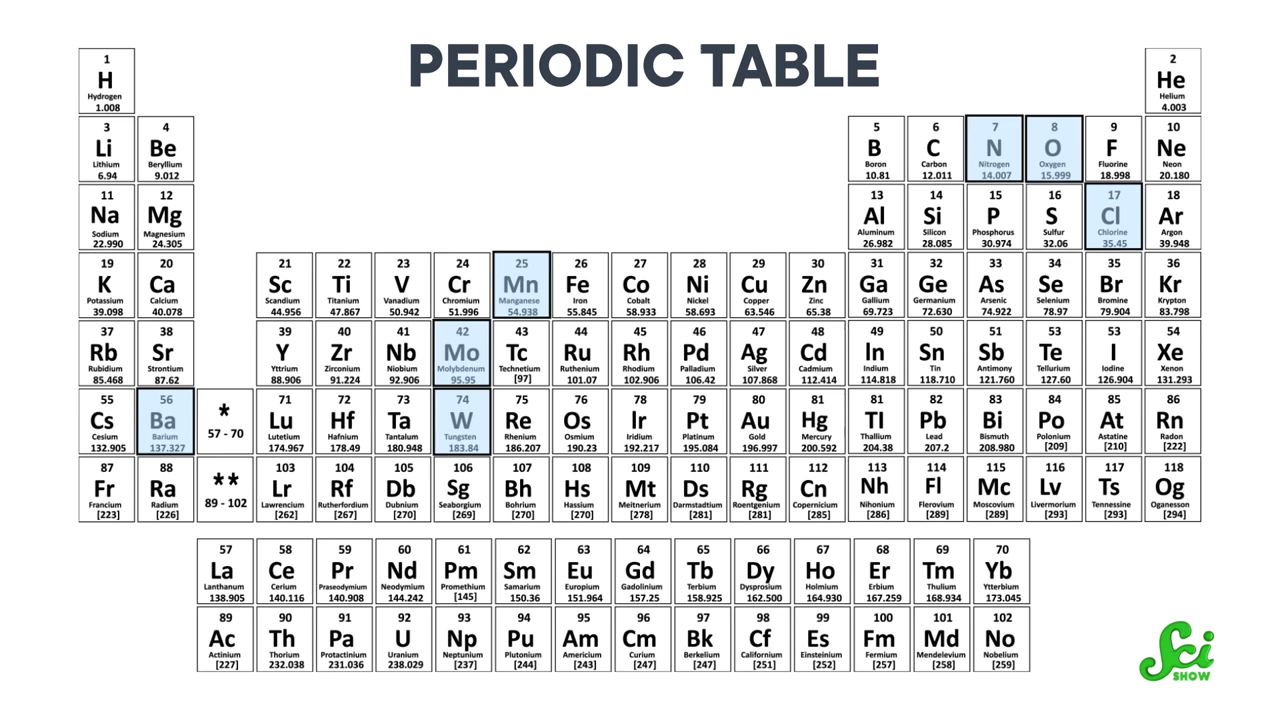 PERIODIC TABLE
1 2
H He
Hydrogen Helium
1.008 4.003
3 4 5 6 7 8 9 10
Li Be B C N O F Ne
Lithium Beryllium Boron Carbon Nitrogen Oxygen Fluorine Neon
6.94 9.012 10.81 12.011 14.007 15.999 18.998 20.180
11 12 13 14 15 16 17 18
Na Mg Al Si P S Cl Ar
Sodium Magnesium Aluminum Silicon Phosphorus Sulfur Chlorine Argon
22.990 24.305 26.982 28.085 30.974 32.06 35.45 39.948
19 20 21 22 23 24 25 26 27 28 29 30 31 32 33 34 35 36
K Ca Sc Ti V Cr Mn Fe Co Ni Cu Zn Ga Ge As Se Br Kr
Potassium Calcium Scandium Titanium Vanadium Chromium Manganese Iron Cobalt Nickel Copper Zinc Gallium Germanium Arsenic Selenium Bromine Krypton
39.098 40.078 44.956 47.867 50.942 51.996 54.938 55.845 58.933 58.693 63.546 65.38 69.723 72.630 74.922 78.97 79.904 83.798
37 38 39 40 41 42 43 44 45 46 47 48 49 50 51 53 53 54
Rb Sr Y Zr Nb Mo Tc Ru Rh Pd Ag Cd In Sn Sb Te I Xe
Rubidium Strontium Yttrium Zirconium Niobium Molybdenum Technetium Ruthenium Rhodium Palladium Silver Cadmium Indium Tin Antimony Tellurium Iodine Xenon
85.468 87.62 88.906 91.224 92.906 95.95 [97] 101.07 102.906 106.42 107.868 112.414 114.818 118.710 121.760 127.60 126.904 131.293
55 56 * 71 72 73 74 75 76 78 79 80 81 82 83 84 85 86
Cs Ba 57 - 70 Lu Hf Ta W Re Os Ir Pt Au Hg Tl Pb Bi Po At Rn
Cesium Barium Lutetium Hafnium Tantalum Tungsten Rhenium Osmium Iridium Platinum Gold Mercury Thallium Lead Bismuth Polonium Astatine Radon
132.905 137.327 174.967 178.49 180.948 183.84 186.207 190.23 192.217 195.084 196.997 200.592 204.38 207.2 208.980 [209] [210] [222]
87 88 ** 103 104 105 106 107 108 109 110 111 112 113 114 115 116 117 118
Fr Ra 89 - 102 Lr Rf Db Sg Bh Hs Mt Ds Rg Cn Nh Fl Mc Lv Ts Og
Francium Radium Lawrencium Rutherfordium Dubnium Seaborgium Bohrium Hassium Meitnerium Darmstadtium Roentgenium Copernicium Nihonium Flerovium Moscovium Livermorium Tennessine Oganesson
[223] [226] [262] [267] [270] [269] [270] [270] [278] [281] [281] [285] [286] [289] [289] [293] [293] [294]
57 58 59 60 61 62 63 64 65 66 67 68 69 70
La Ce Pr Nd Pm Sm Eu Gd Tb Dy Ho Er Tm Yb
Lanthanum Cerium Praseodymium Neodymium Promethium Samarium Europium Gadolinium Terbium Dysprosium Holmium Erbium Thulium Ytterbium
138.905 140.116 140.908 144.242 [145] 150.36 151.964 157.25 158.925 162.500 164.930 167.259 168.934 173.045
89 90 91 92 93 94 95 96 97 98 99 100 101 102
Ac Th Pa U Np Pu Am Cm Bk Cf Es Fm Md No
Actinium Thorium Protactinium Uranium Neptunium Plutonium Americium Curium Berkelium Californium Einsteinium Fermium Mendelevium Nobelium
[227] 232.038 231.036 238.029 [237] [244] [243] [247] [247] [251] [252] [257] [258] [259]
Sci
SHOW